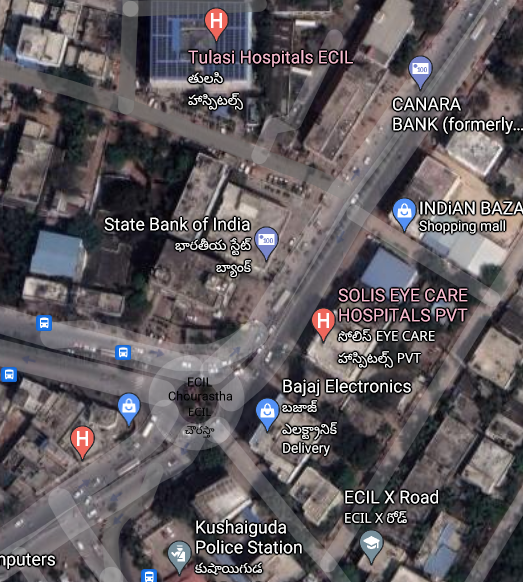 Tulasi Hospitals ECIL
తులసి
హాస్పిటల్స్
CANARA
BANK (formerly...
INDIAN BAZA
Shopping mall
State Bank of India
భారతీయ స్టేట్
బ్యాంక్
SOLIS EYE CARE
HOSPITALS PVT
సోలిస్ EYE CARE
హాస్పిటల్స్ PVT
ECIL
Chourastha
ECIL
చౌరస్తా
Bajaj Electronics
బజాజ్
ఎలక్ట్రానిక్
Delivery
ECIL X Road
ECIL X రోడ్
Kushaiguda
Police Station
కుషాయిగుడ
nputers